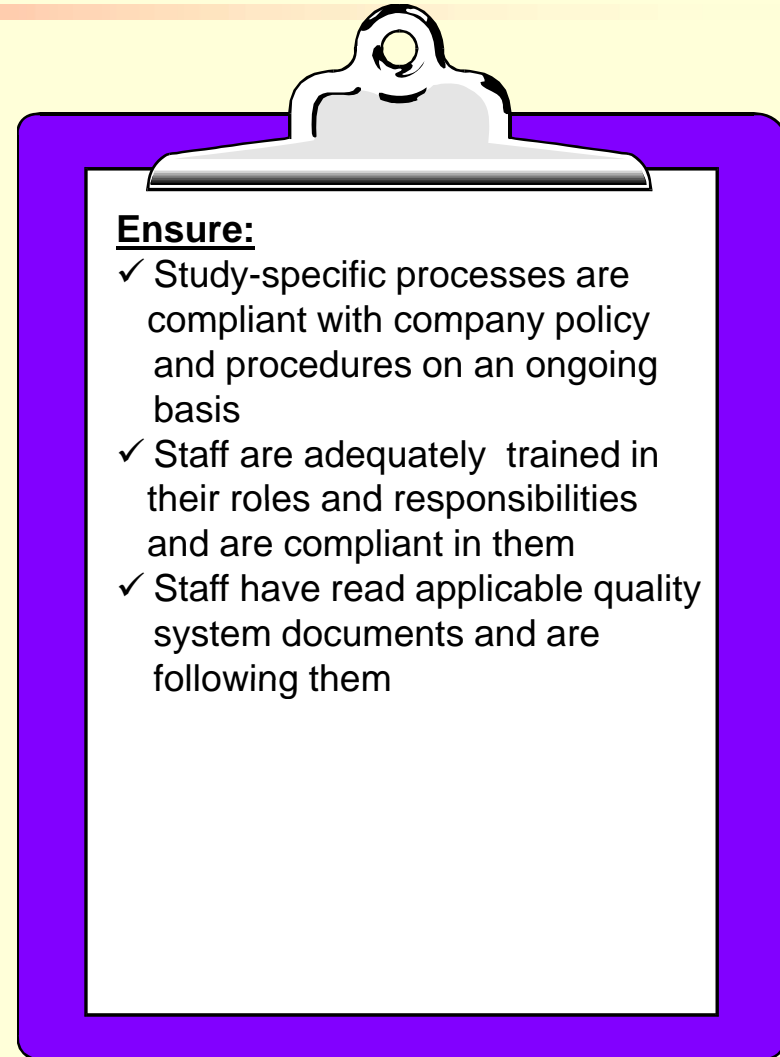 Ensure:
✓ Study-specific processes are
compliant with company policy
and procedures on an ongoing
basis
✓ Staff are adequately  trained in
their roles and responsibilities
and are compliant in them
✓ Staff have read applicable quality
system documents and are
following them